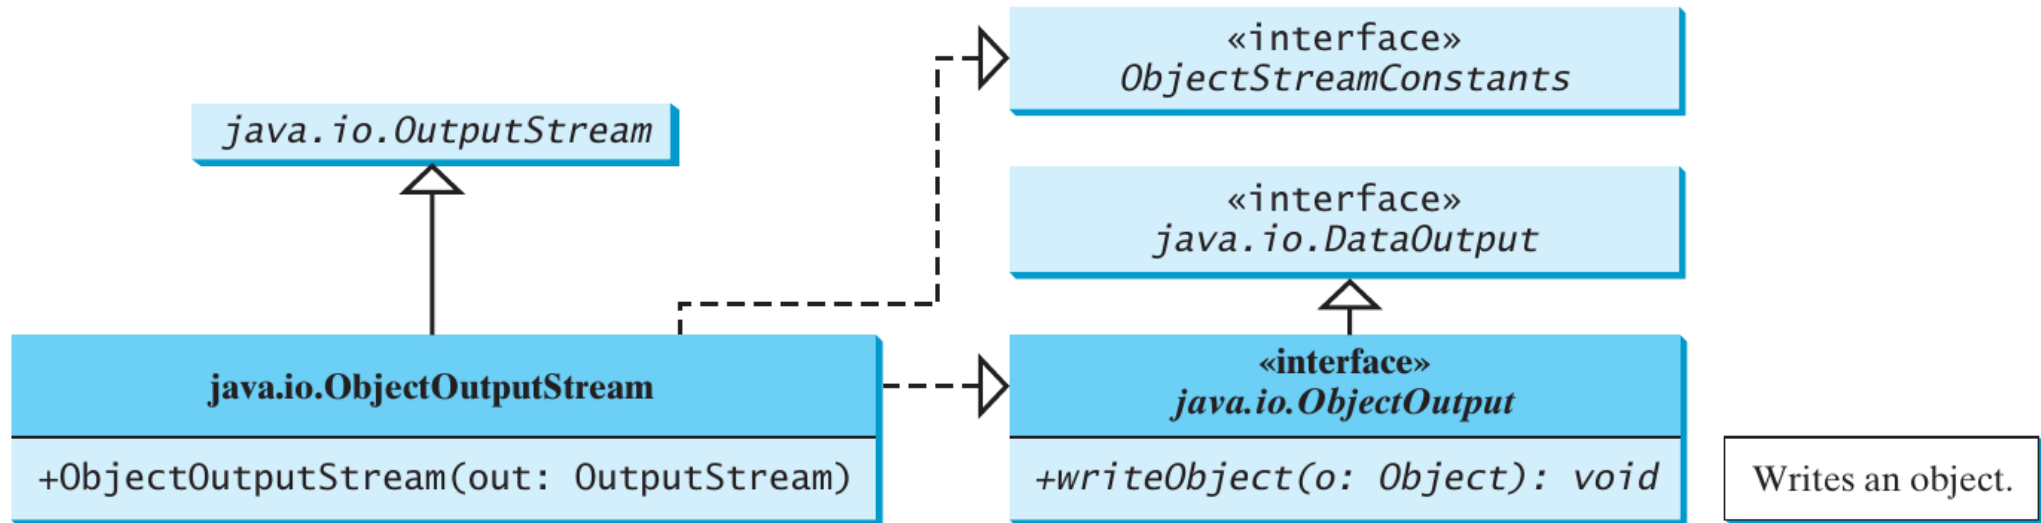 «interface»
ObjectStreamConstants
java.io.OutputStream
«interface»
java.io.DataOutput
java.io.ObjectOutputStream
+ObjectOutputStream(out: OutputStream)
«interface»
java.io.ObjectOutput
+writeObject(o: Object): void
Writes an object.